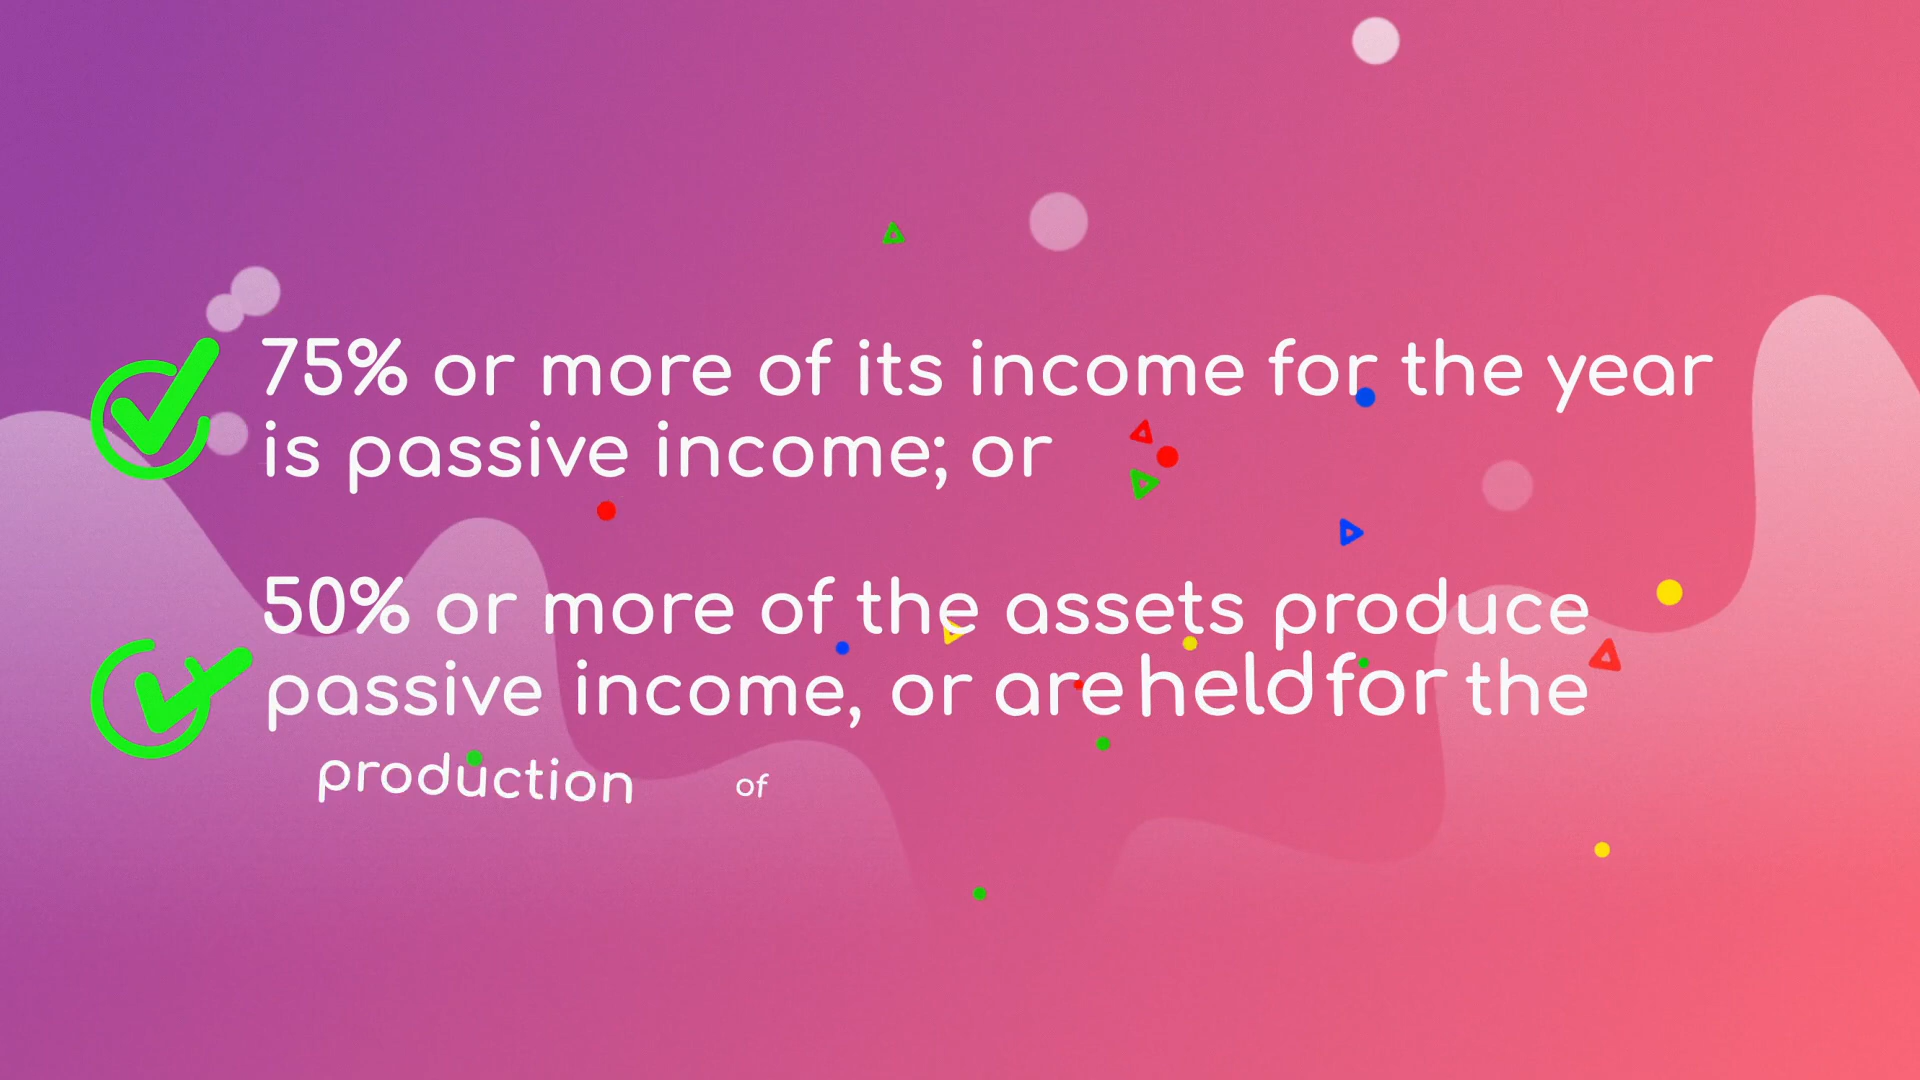 75% or more of its income for the year
is passive income; or
50% or more of the assets produce
passive income, or are held for the
production of